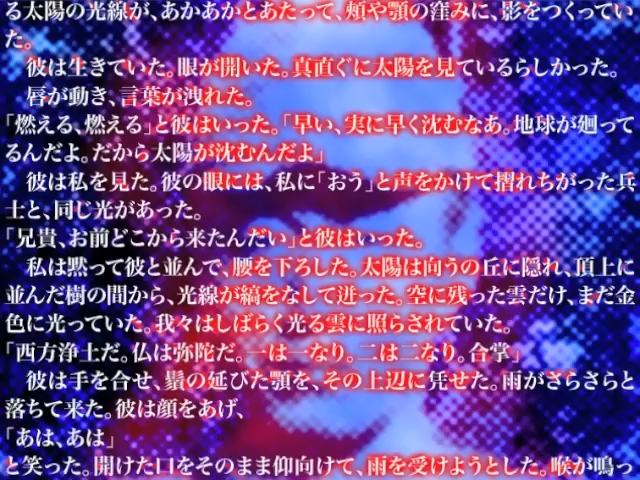 る太陽の光線が、あかあかとあたって、頬や顎の窪みに、影をつくってい
た。
　彼は生きていた。眼が開いた。真直ぐに太陽を見ているらしかった。
　唇が動き、言葉が洩れた。
「燃える、燃える」と彼はいった。「早い、実に早く沈むなあ。地球が廻って
るんだよ。だから太陽が沈むんだよ」
　彼は私を見た。彼の眼には、私に「おう」と声をかけて摺れちがった兵
士と、同じ光があった。
「兄貴、お前どこから来たんだい」と彼はいった。
　私は黙って彼と並んで、腰を下ろした。太陽は向うの丘に隠れ、頂上に
並んだ樹の間から、光線が縞をなして迸った。空に残った雲だけ、まだ金
色に光っていた。我々はしばらく光る雲に照らされていた。
「西方浄土だ。仏は弥陀だ。一は一なり。二は二なり。合掌」
　彼は手を合せ、鬚の延びた顎を、その上辺に凭せた。雨がさらさらと
落ちて来た。彼は顔をあげ、
「あは、あは」
と笑った。開けた口をそのまま仰向けて、雨を受けようとした。喉が鳴っ